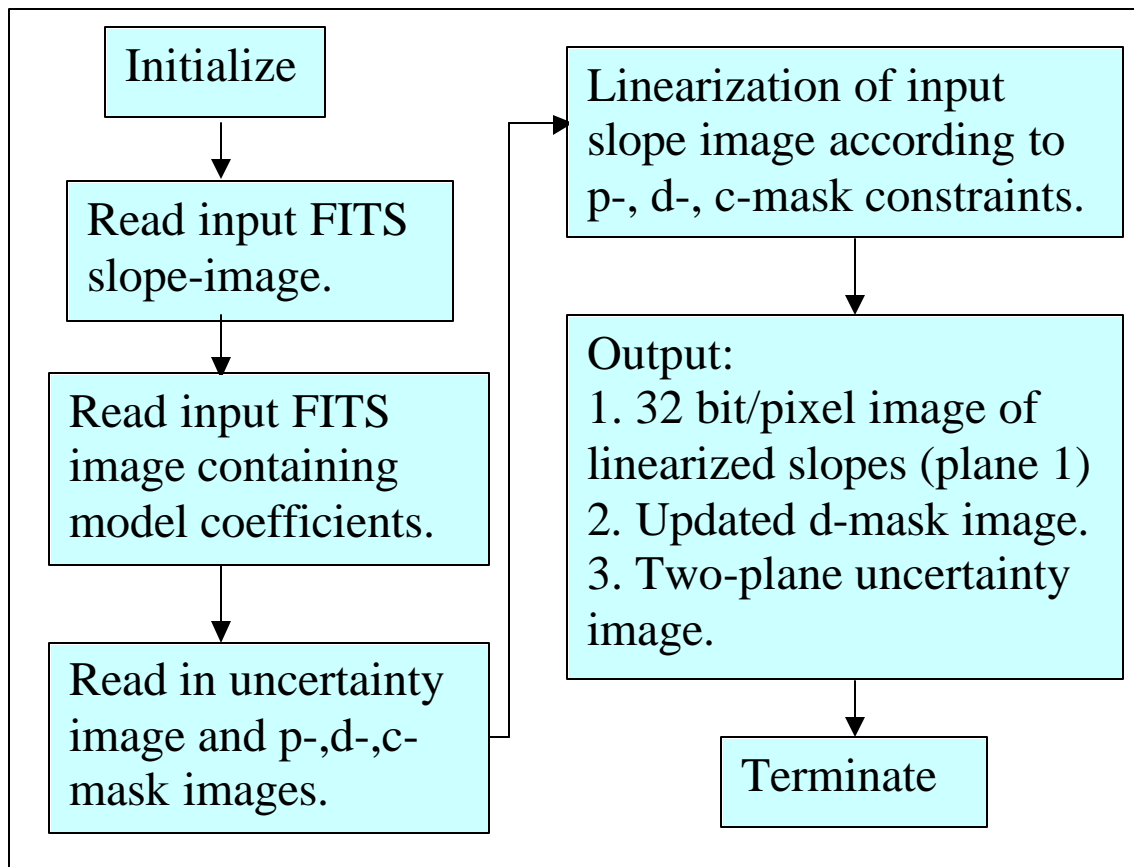 Initialize
Read input FITS
slope-image.
Read input FITS
image containing
model coefficients.
Read in uncertainty
image and p-,d-,c-
mask images.
Linearization of input
slope image according to
p-, d-, c-mask constraints.
Output:
1. 32 bit/pixel image of
linearized slopes (plane 1)
2. Updated d-mask image.
3. Two-plane uncertainty
image.
Terminate